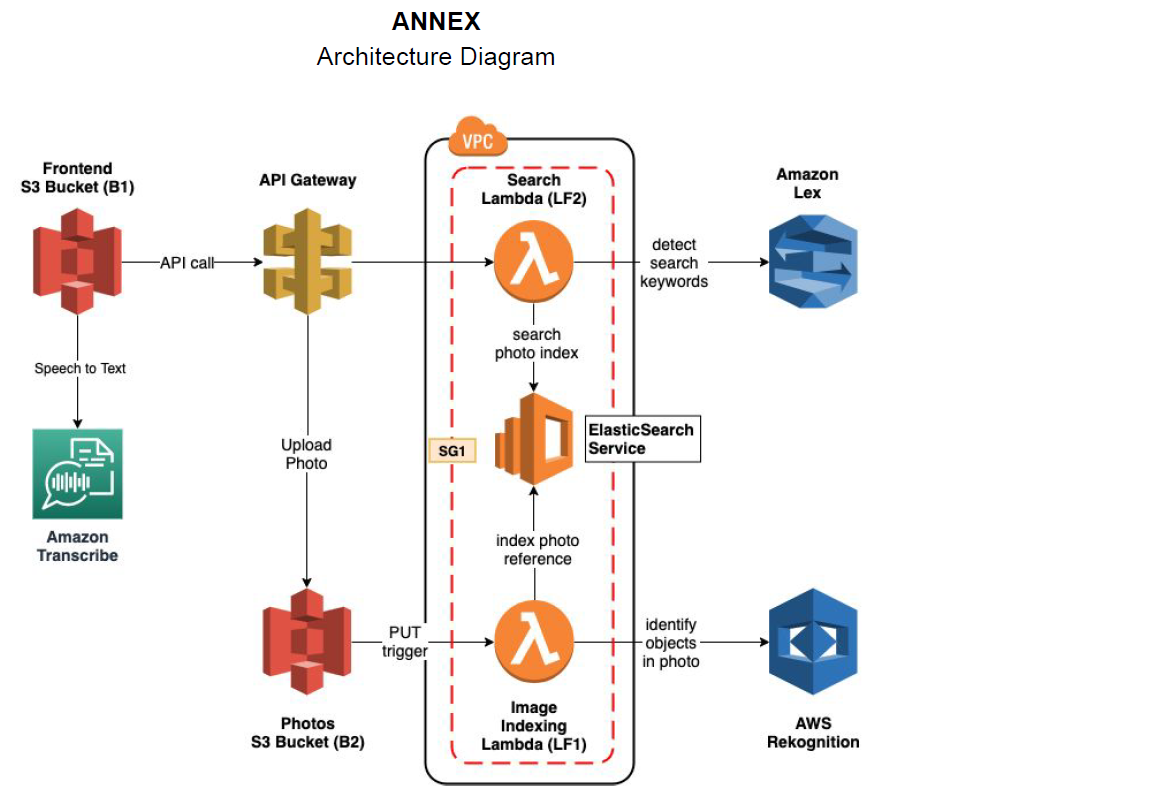 ANNEX
Architecture Diagram
VPC
Frontend
S3 Bucket (B1)
API Gateway
Search
Lambda (LF2)
Amazon
Lex
API call
detect
search
keywords
search
photo index
Speech to Text
ElasticSearch
Service
SG1
Upload
Photo
Amazon
Transcribe
index photo
reference
PUT
trigger
identify
objects
in photo
Photos
S3 Bucket (B2)
Image
Indexing
Lambda (LF1)
AWS
Rekognition